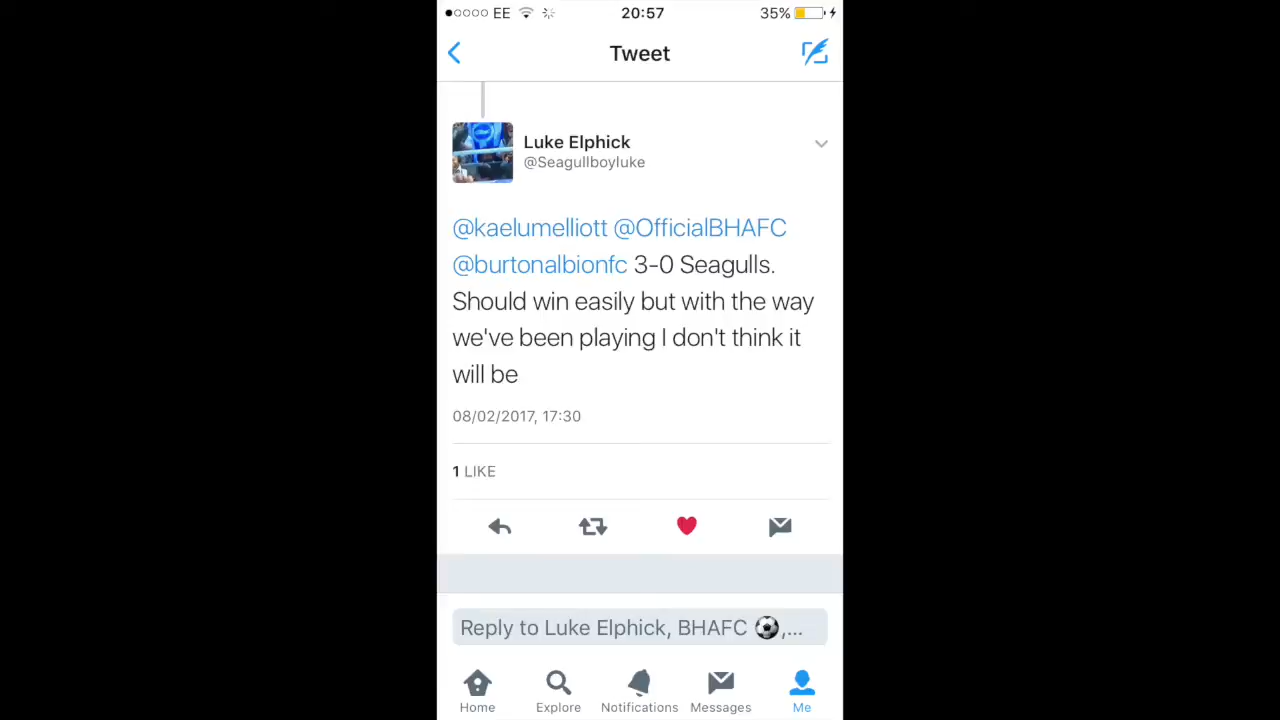 EE 20:57 35%
Tweet
Luke Elphick
@Seagullboyluke
@kaelumelliott @OfficialBHAFC
@burtonalbionfc 3-0 Seagulls.
Should win easily but with the way
we've been playing I don't think it
will be
08/02/2017, 17:30
1 LIKE
Reply to Luke Elphick, BHAFC ⚽,...
Home Explore Notifications Messages Me